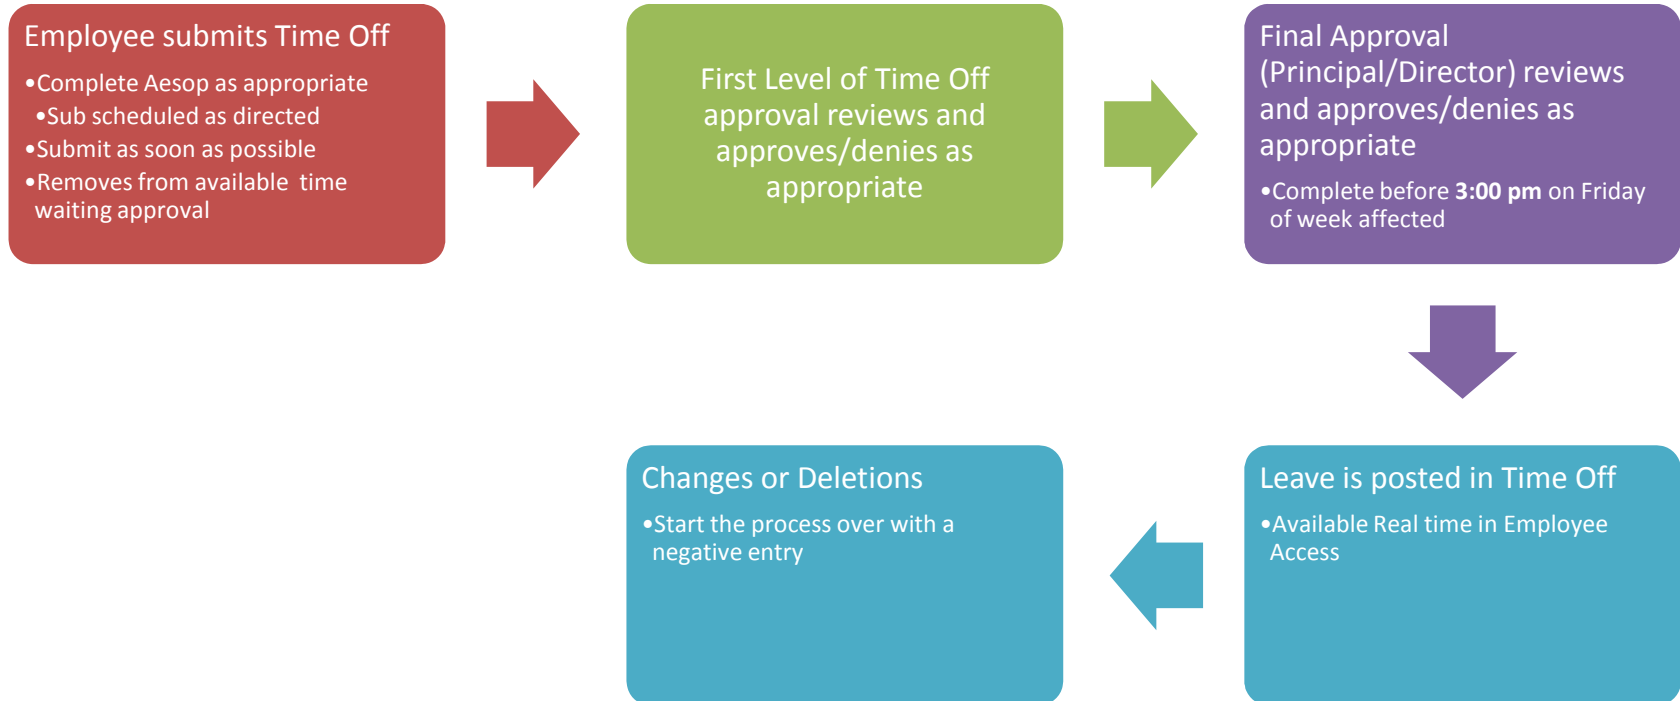 Employee submits Time Off
•Complete Aesop as appropriate
•Sub scheduled as directed
•Submit as soon as possible
•Removes from available time
waiting approval
First Level of Time Off
approval reviews and
approves/denies as
appropriate
Final Approval
(Principal/Director) reviews
and approves/denies as
appropriate
•Complete before 3:00 pm on Friday
of week affected
Leave is posted in Time Off
•Available Real time in Employee
Access
Changes or Deletions
•Start the process over with a
negative entry